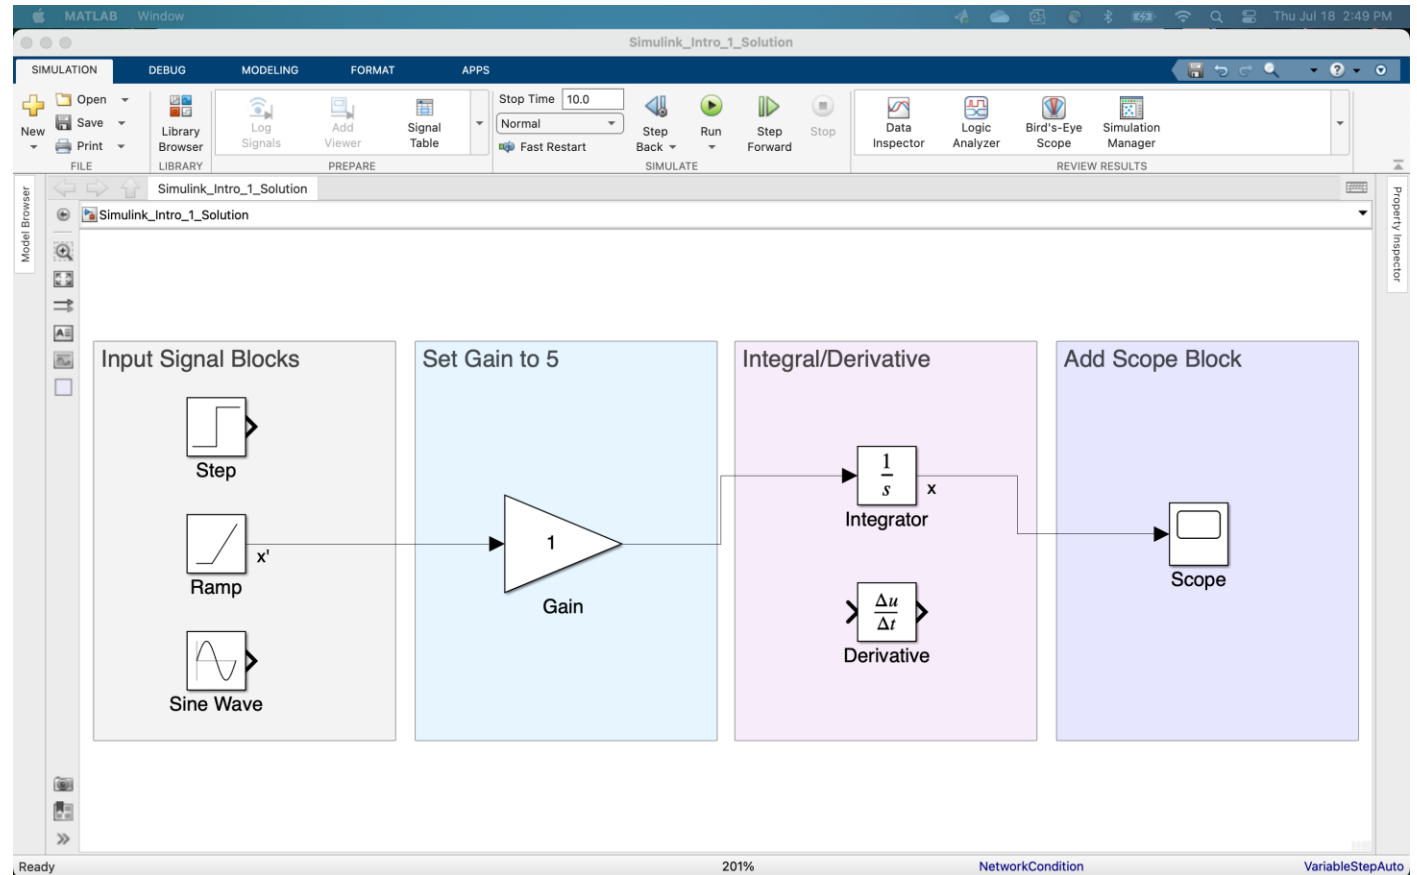 MATLAB Window Thu Jul 18 2:49 PM
Simulink_Intro_1_Solution
SIMULATION DEBUG MODELING FORMAT APPS
New
Open
Save
Print
FILE
Library
Browser
LIBRARY
Log
Signals
Add
Viewer
Signal
Table
PREPARE
Stop Time 10.0
Normal
Fast Restart
Step
Back
Run
Step
Forward
Stop
SIMULATE
Data
Inspector
Logic
Analyzer
Bird's-Eye
Scope
Simulation
Manager
REVIEW RESULTS
Model Browser
Simulink_Intro_1_Solution
Simulink_Intro_1_Solution
Property Inspector
Input Signal Blocks
Step
x'
Ramp
Sine Wave
Set Gain to 5
1
Gain
Integral/Derivative
1
s
x
Integrator
Δu
Δt
Derivative
Add Scope Block
Scope
Ready 201% NetworkCondition VariableStepAuto